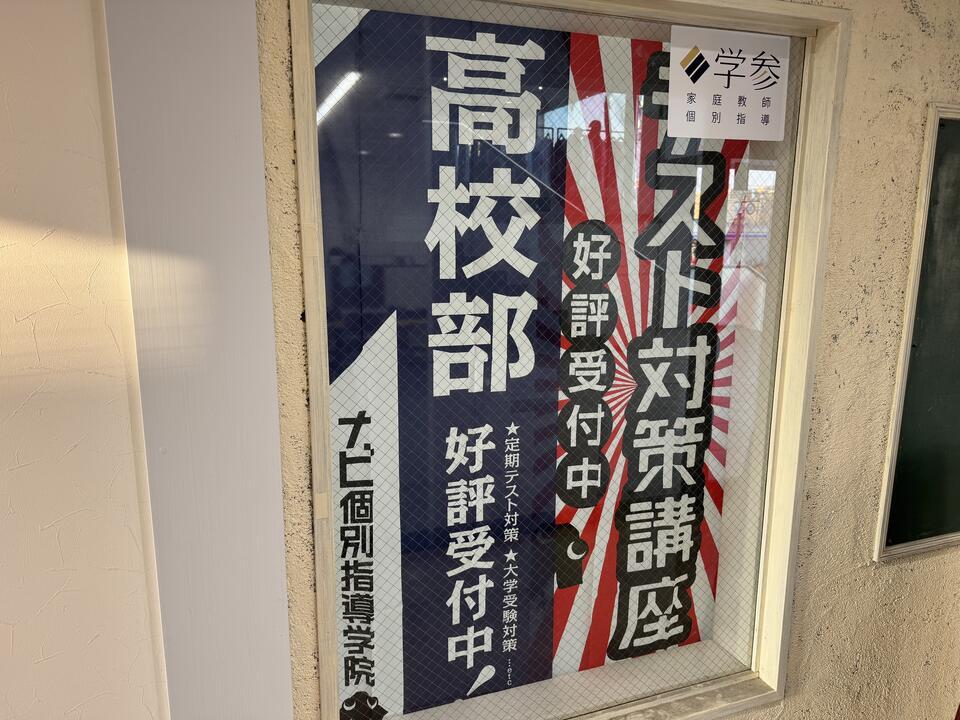 学参
家庭教師
個別指導
テスト対策講座
好評受付中
高校部
★定期テスト対策 ★大学受験対策 …etc
好評受付中!
ナビ個別指導学院